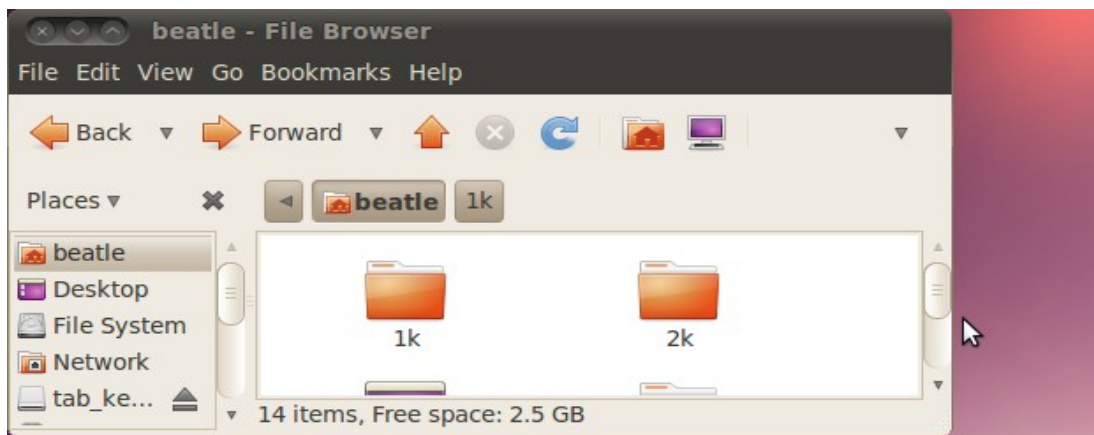 beatle - File Browser
File Edit View Go Bookmarks Help
Back Forward
Places beatle 1k
beatle
Desktop
File System
Network
tab_ke...
1k 2k
14 items, Free space: 2.5 GB